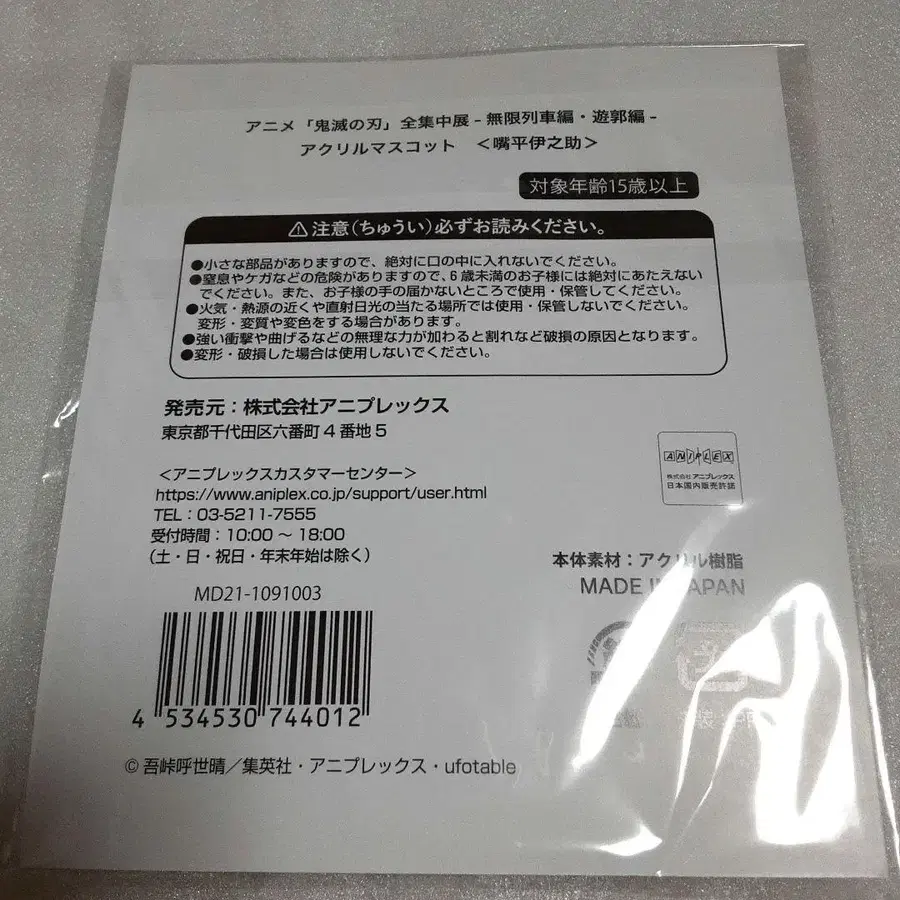 アニメ「鬼滅の刃」全集中展 - 無限列車編・遊郭編 -
アクリルマスコット <嘴平伊之助>
対象年齢15歳以上
⚠注意(ちゅうい)必ずお読みください。
●小さな部品がありますので、絶対に口の中に入れないでください。
●窒息やケガなどの危険がありますので、6歳未満のお子様には絶対にあたえない
でください。また、お子様の手の届かないところで使用・保管してください。
●火気・熱源の近くや直射日光の当たる場所では使用・保管しないでください。
変形・変質や変色をする場合があります。
●強い衝撃や曲げるなどの無理な力が加わると割れなど破損の原因となります。
●変形・破損した場合は使用しないでください。
発売元:株式会社アニプレックス
東京都千代田区六番町4番地5
<アニプレックスカスタマーセンター>
https://www.aniplex.co.jp/support/user.html
TEL:03-5211-7555
受付時間:10:00～18:00
(土・日・祝日・年末年始は除く)
ANIPLEX
株式会社アニプレックス
日本国内販売許諾
本体素材:アクリル樹脂
MADE IN JAPAN
MD21-1091003
4 534530 744012
©吾峠呼世晴/集英社・アニプレックス・ufotable